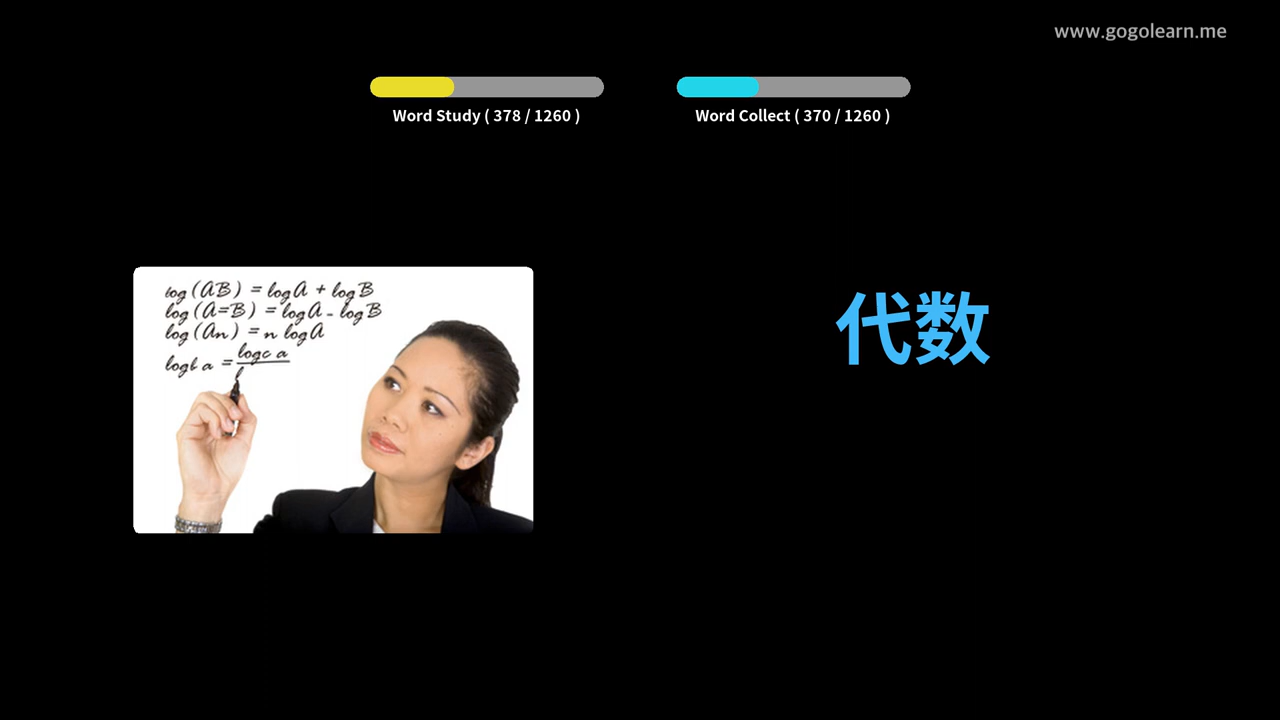 www.gogolearn.me
Word Study ( 378 / 1260 )
Word Collect ( 370 / 1260 )
log (AB) = log A + log B
log (A=B) = log A - log B
log (An) = n log A
logb a = logc a
代数